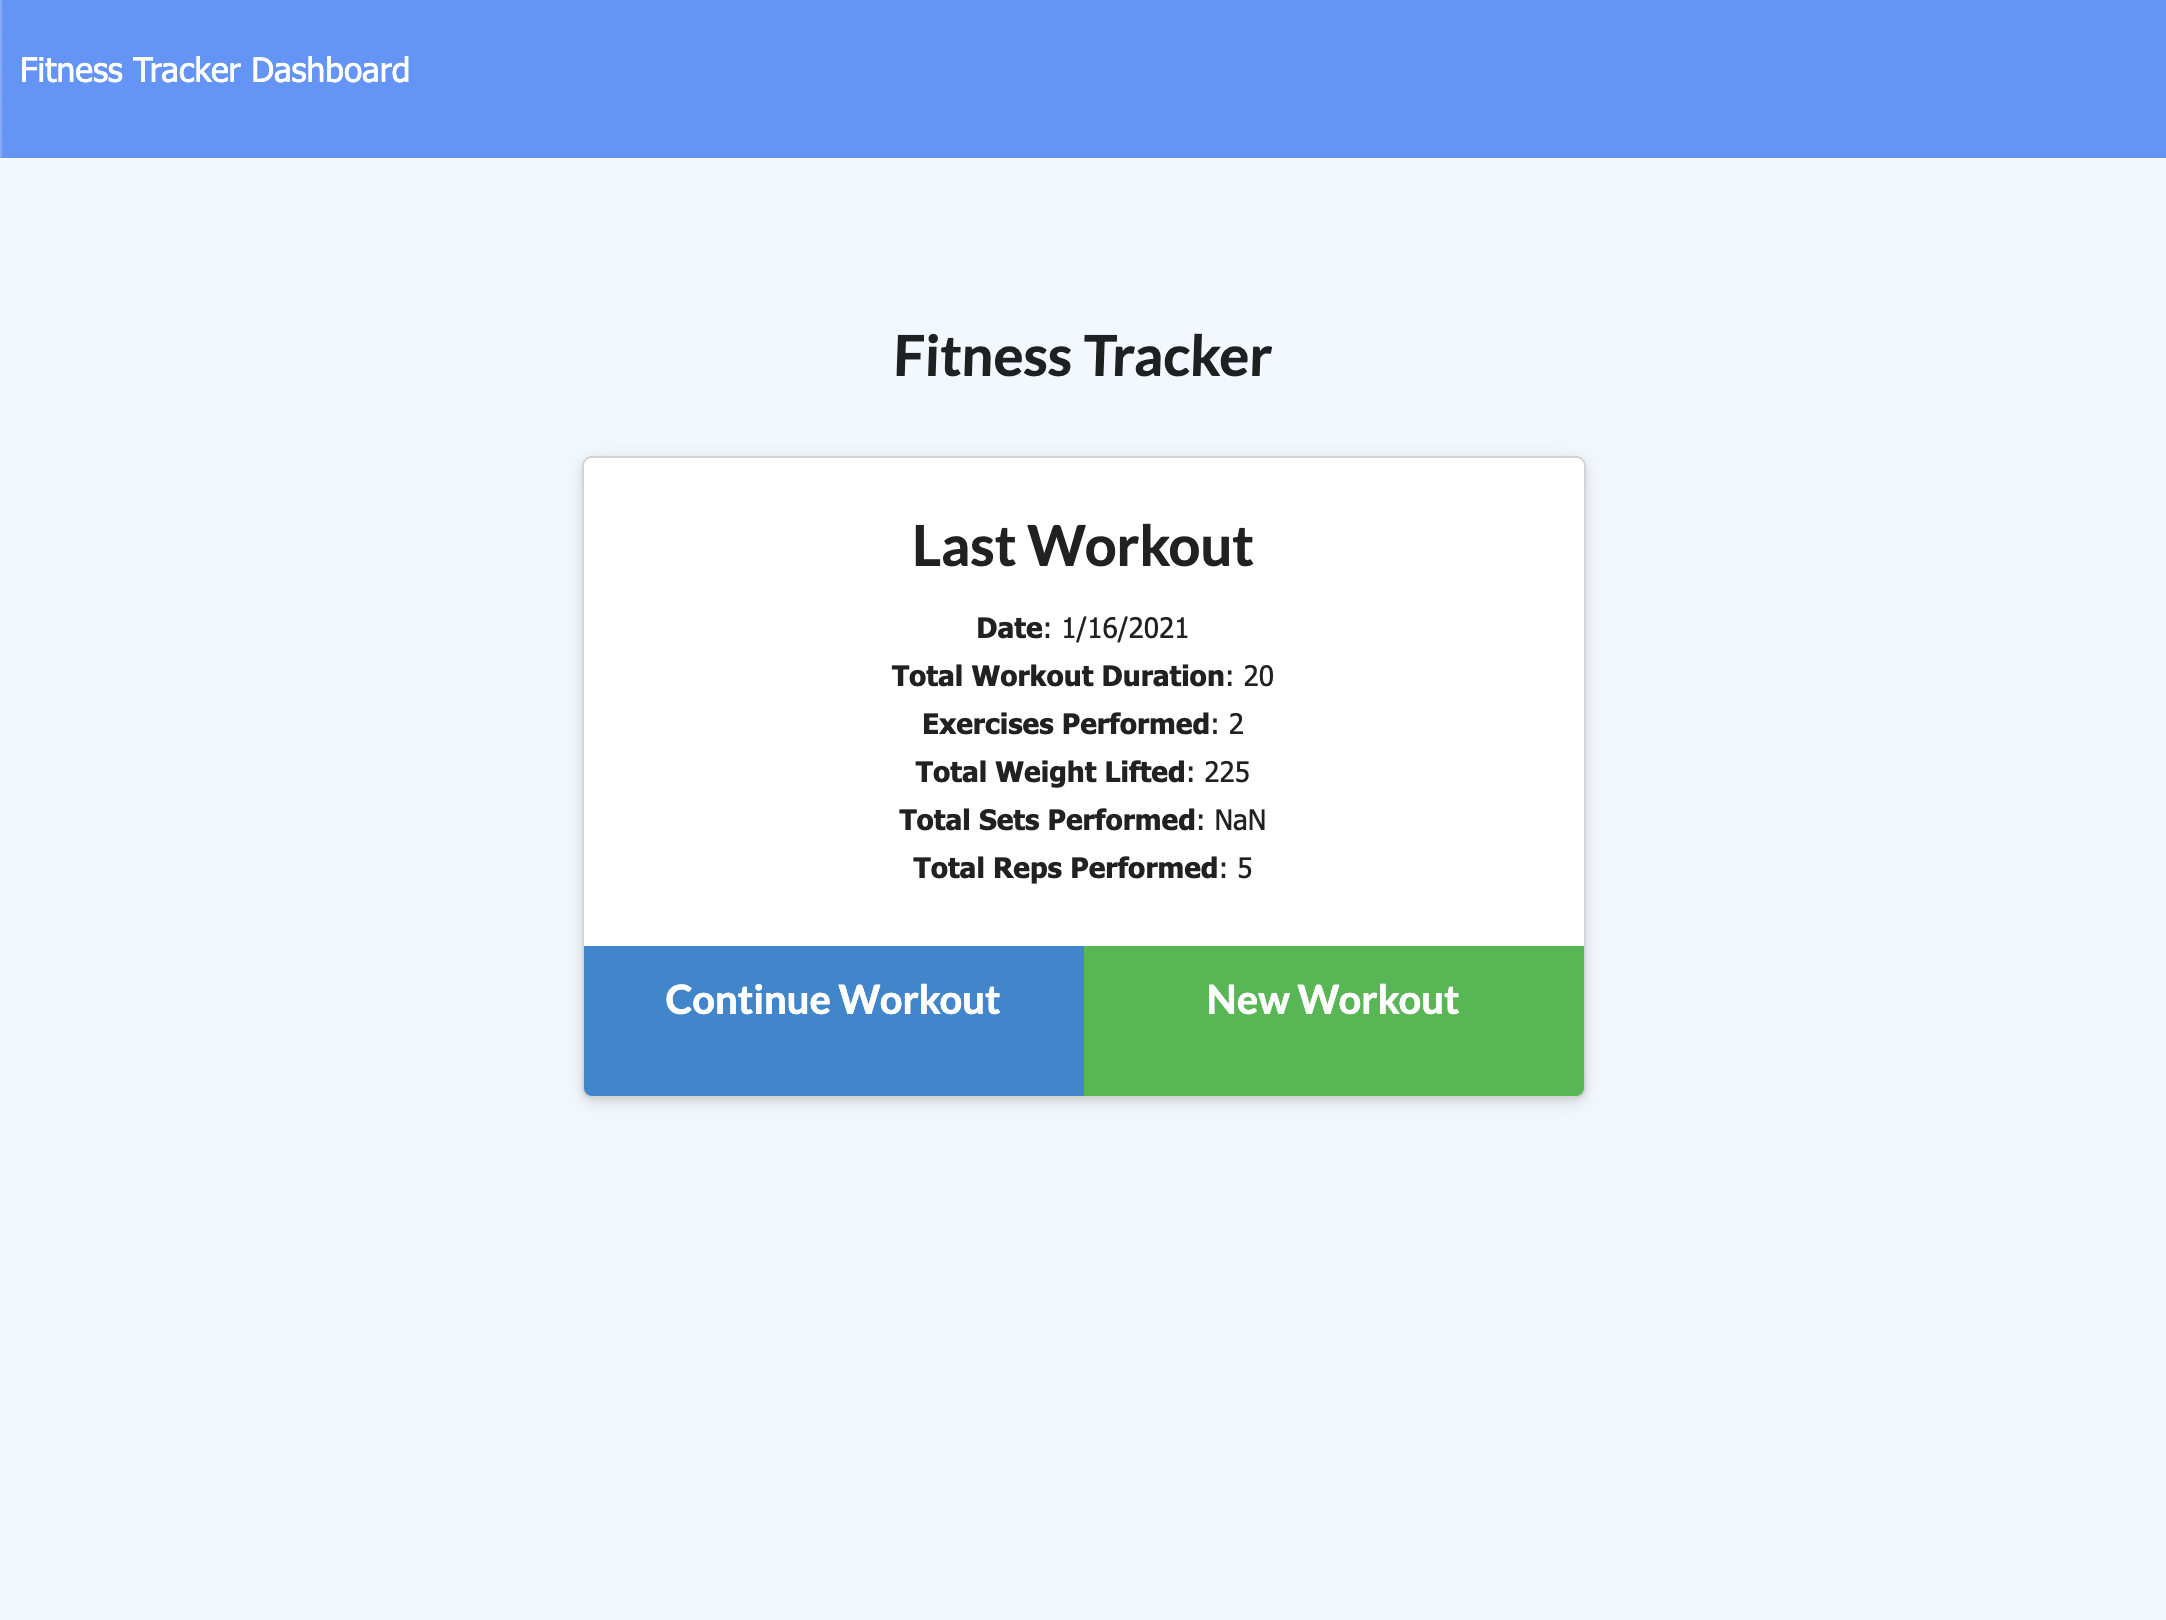 Fitness Tracker Dashboard
Fitness Tracker
Last Workout
Date: 1/16/2021
Total Workout Duration: 20
Exercises Performed: 2
Total Weight Lifted: 225
Total Sets Performed: NaN
Total Reps Performed: 5
Continue Workout
New Workout